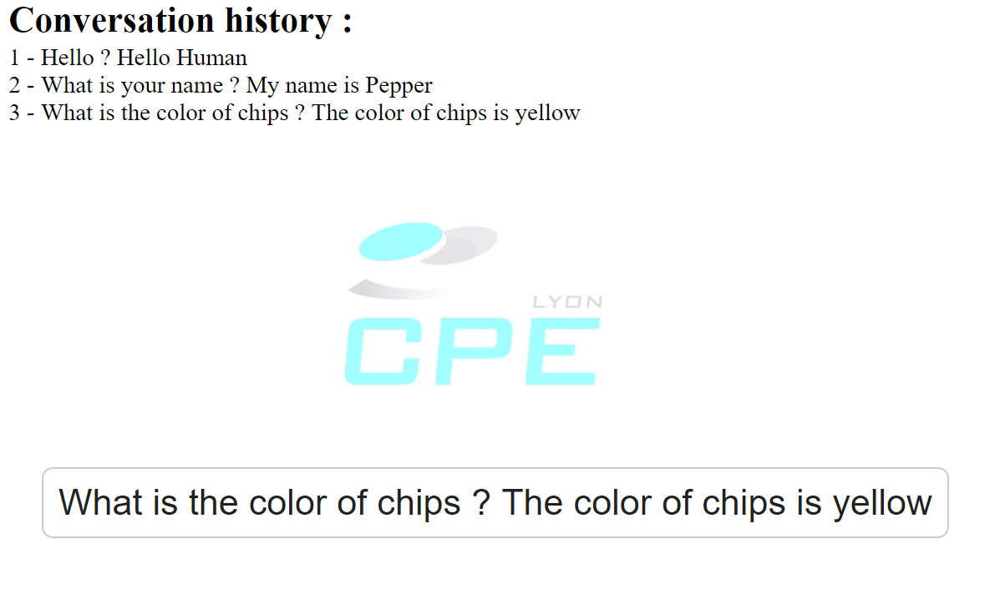 Conversation history :
1 - Hello ? Hello Human
2 - What is your name ? My name is Pepper
3 - What is the color of chips ? The color of chips is yellow
LYON
CPE
What is the color of chips ? The color of chips is yellow